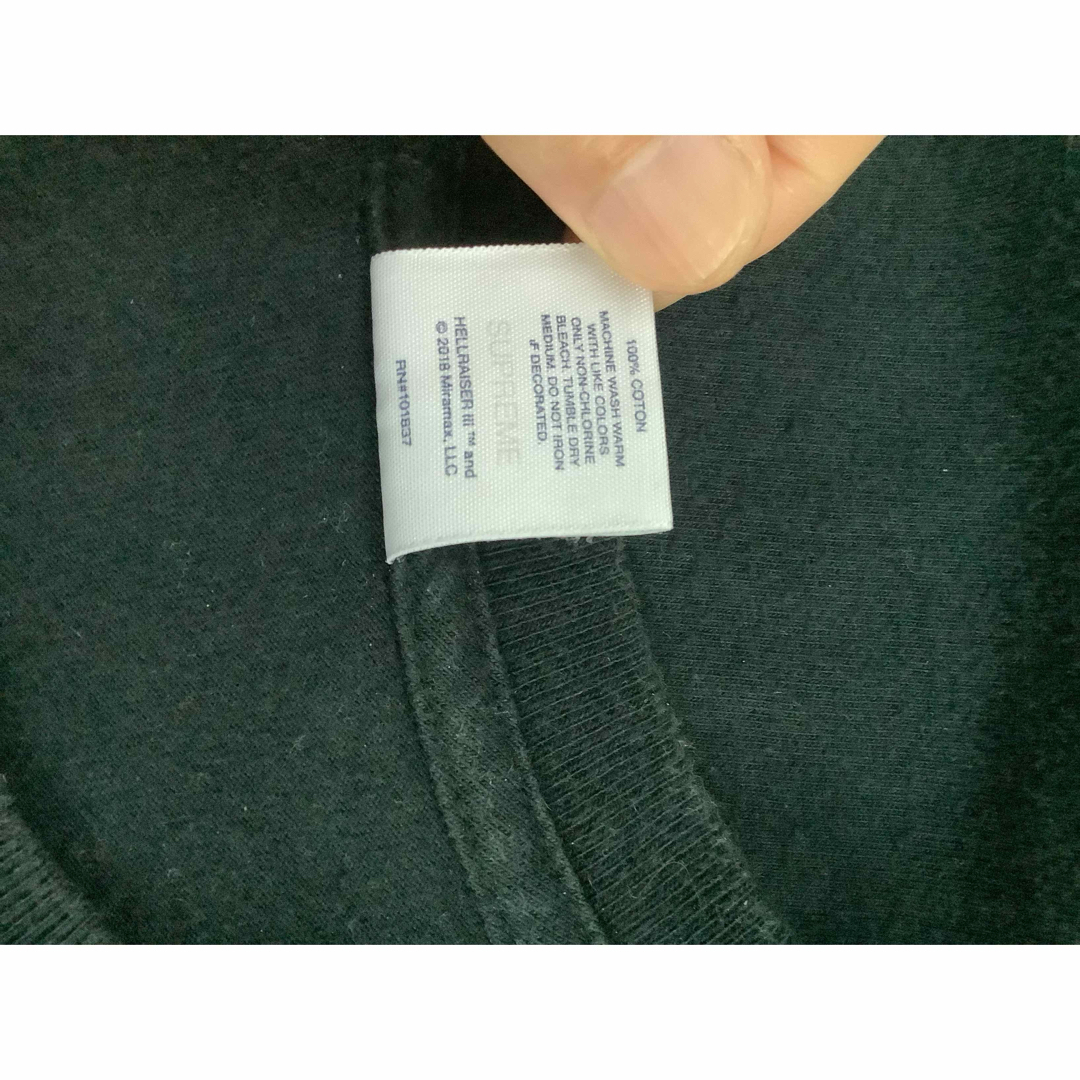 100% COTTON
MACHINE WASH WARM
WITH LIKE COLORS
ONLY NON-CHLORINE
BLEACH. TUMBLE DRY
MEDIUM. DO NOT IRON
IF DECORATED.
SUPREME
HELLRAISER III ™ and
© 2018 Miramax, LLC
RN#101837